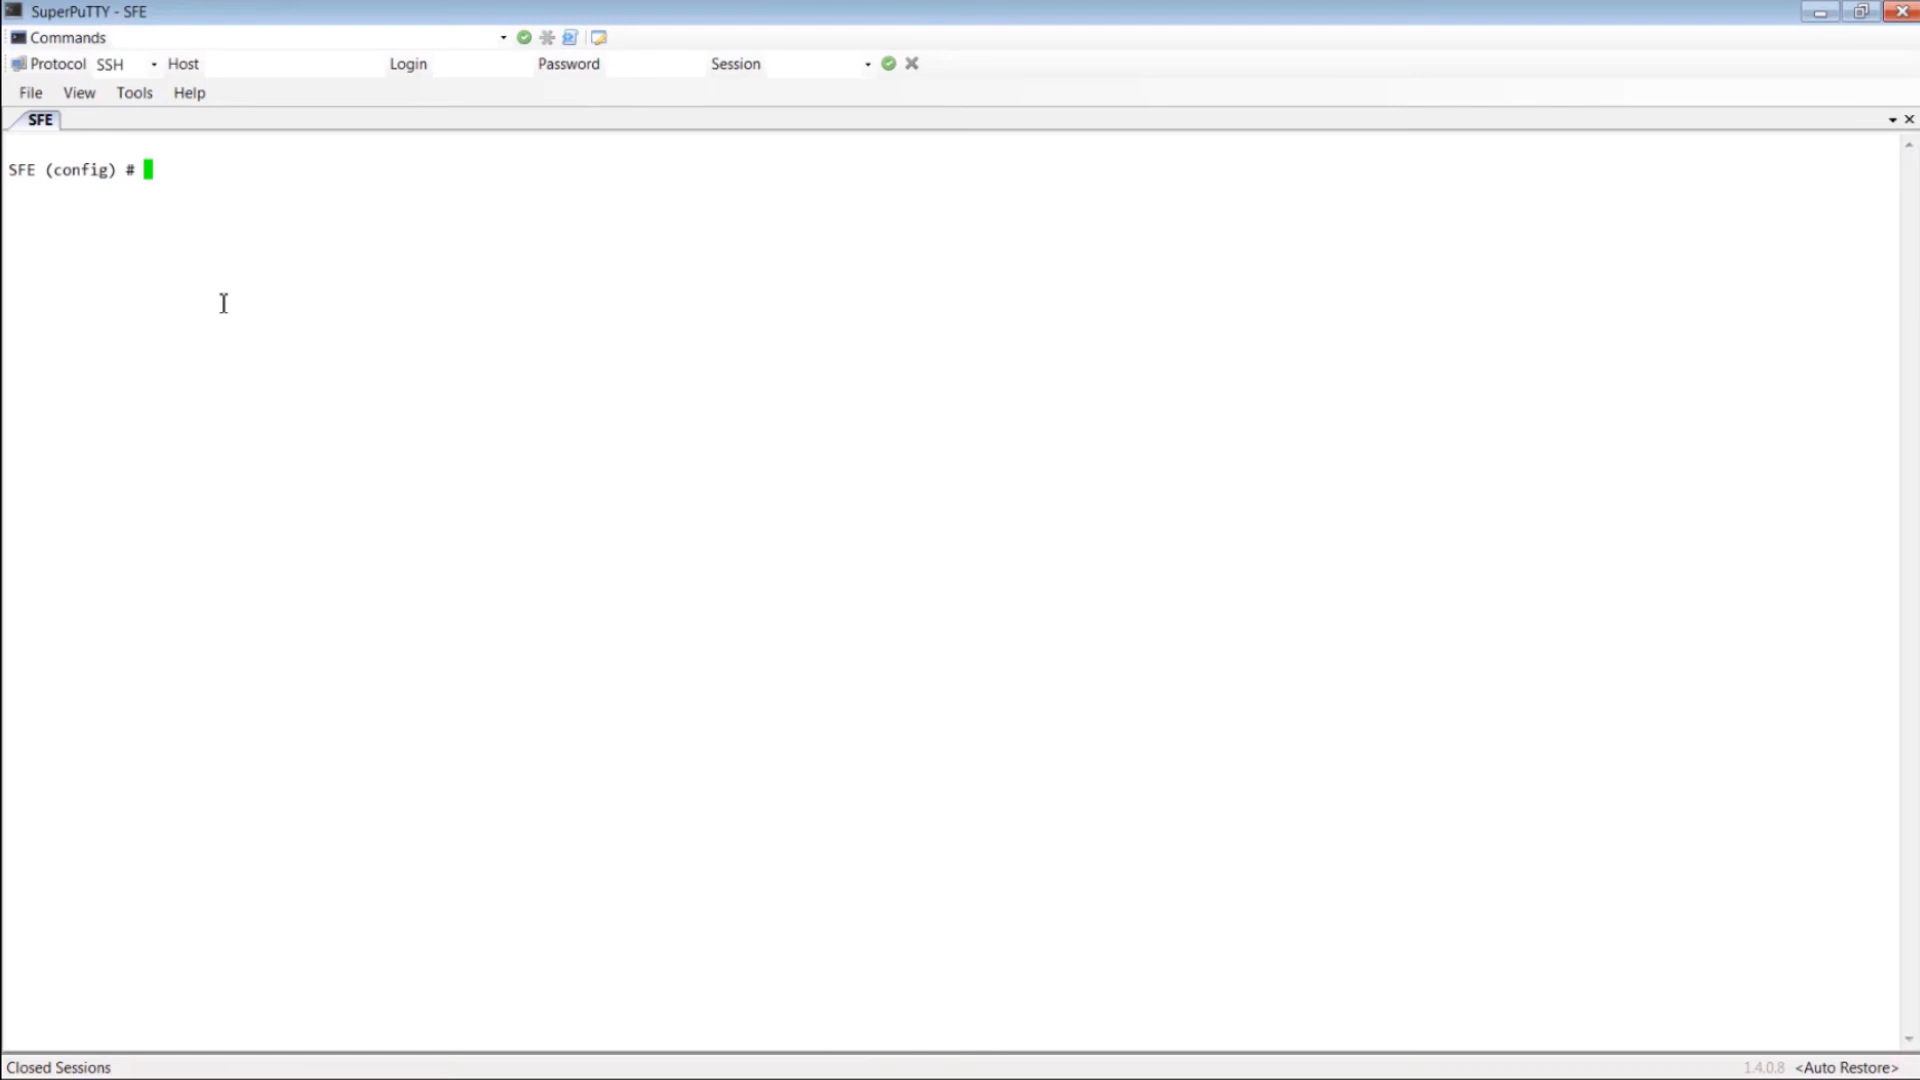 SuperPuTTY - SFE
Commands
Protocol SSH Host Login Password Session
File View Tools Help
SFE
SFE (config) #
Closed Sessions 1.4.0.8 <Auto Restore>